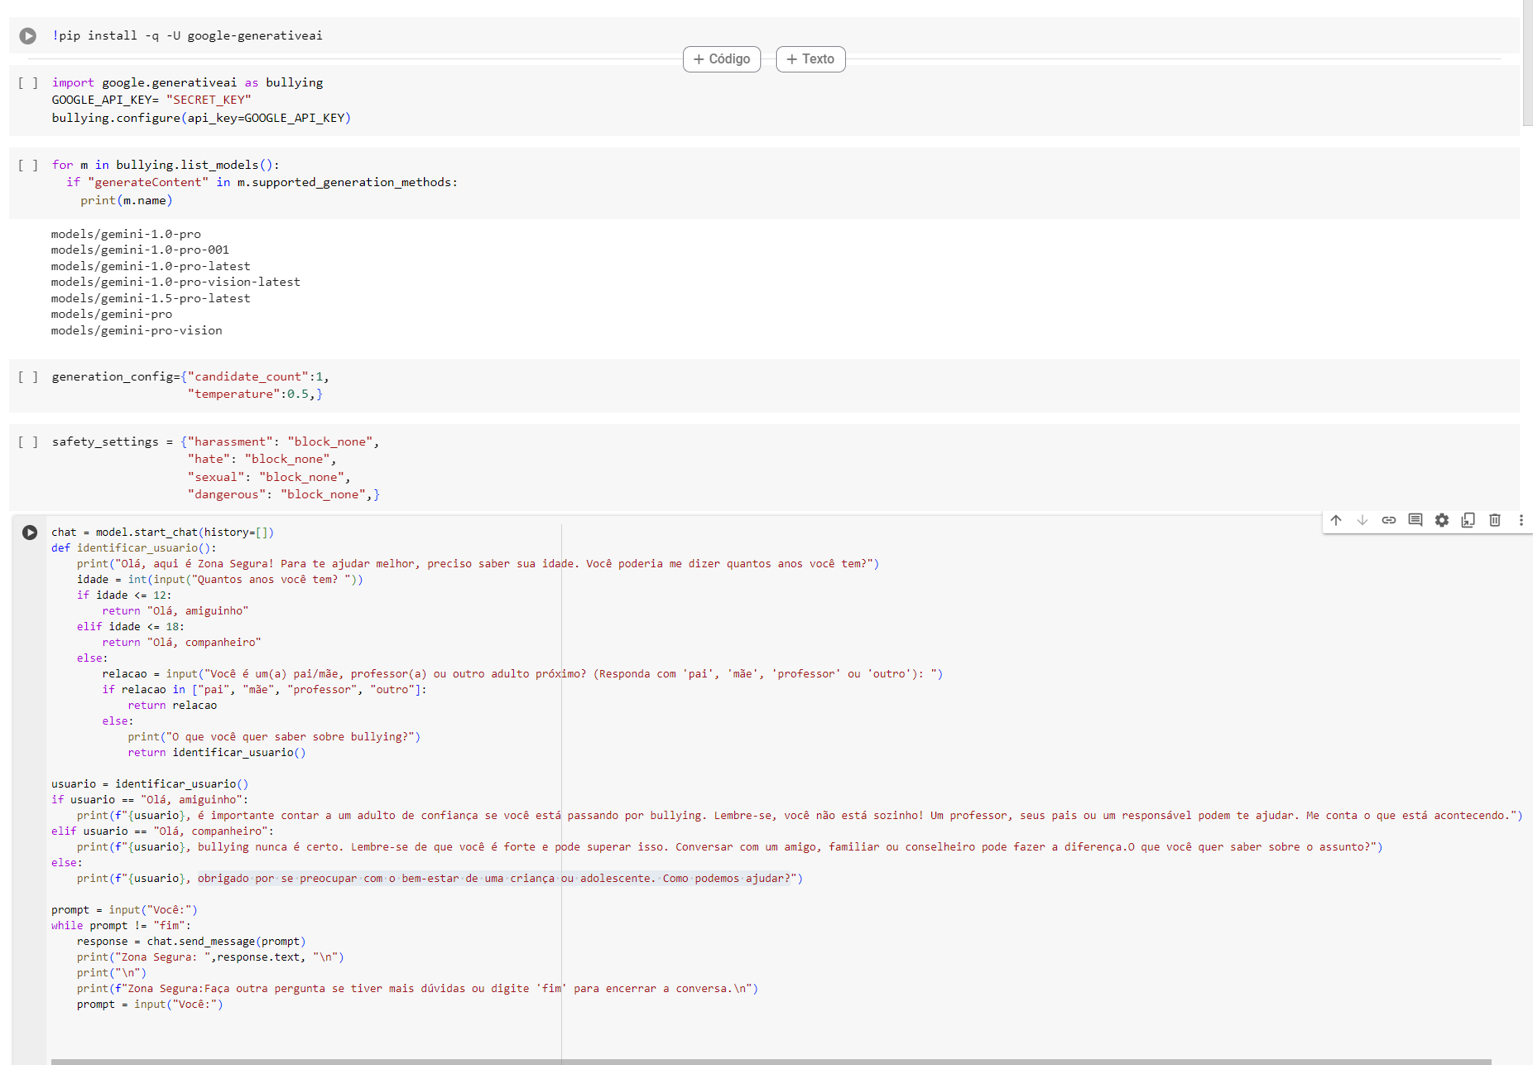 !pip install -q -U google-generativeai
+ Código + Texto
[ ] import google.generativeai as bullying
GOOGLE_API_KEY= "SECRET_KEY"
bullying.configure(api_key=GOOGLE_API_KEY)
[ ] for m in bullying.list_models():
  if "generateContent" in m.supported_generation_methods:
    print(m.name)
models/gemini-1.0-pro
models/gemini-1.0-pro-001
models/gemini-1.0-pro-latest
models/gemini-1.0-pro-vision-latest
models/gemini-1.5-pro-latest
models/gemini-pro
models/gemini-pro-vision
[ ] generation_config={"candidate_count":1,
                   "temperature":0.5,}
[ ] safety_settings = {"harassment": "block_none",
                   "hate": "block_none",
                   "sexual": "block_none",
                   "dangerous": "block_none",}
chat = model.start_chat(history=[])
def identificar_usuario():
    print("Olá, aqui é Zona Segura! Para te ajudar melhor, preciso saber sua idade. Você poderia me dizer quantos anos você tem?")
    idade = int(input("Quantos anos você tem? "))
    if idade <= 12:
        return "Olá, amiguinho"
    elif idade <= 18:
        return "Olá, companheiro"
    else:
        relacao = input("Você é um(a) pai/mãe, professor(a) ou outro adulto próximo? (Responda com 'pai', 'mãe', 'professor' ou 'outro'): ")
        if relacao in ["pai", "mãe", "professor", "outro"]:
            return relacao
        else:
            print("O que você quer saber sobre bullying?")
            return identificar_usuario()
usuario = identificar_usuario()
if usuario == "Olá, amiguinho":
    print(f"{usuario}, é importante contar a um adulto de confiança se você está passando por bullying. Lembre-se, você não está sozinho! Um professor, seus pais ou um responsável podem te ajudar. Me conta o que está acontecendo.")
elif usuario == "Olá, companheiro":
    print(f"{usuario}, bullying nunca é certo. Lembre-se de que você é forte e pode superar isso. Conversar com um amigo, familiar ou conselheiro pode fazer a diferença.O que você quer saber sobre o assunto?")
else:
    print(f"{usuario}, obrigado por se preocupar com o bem-estar de uma criança ou adolescente. Como podemos ajudar?")
prompt = input("Você:")
while prompt != "fim":
    response = chat.send_message(prompt)
    print("Zona Segura: ",response.text, "\n")
    print("\n")
    print(f"Zona Segura:Faça outra pergunta se tiver mais dúvidas ou digite 'fim' para encerrar a conversa.\n")
    prompt = input("Você:")